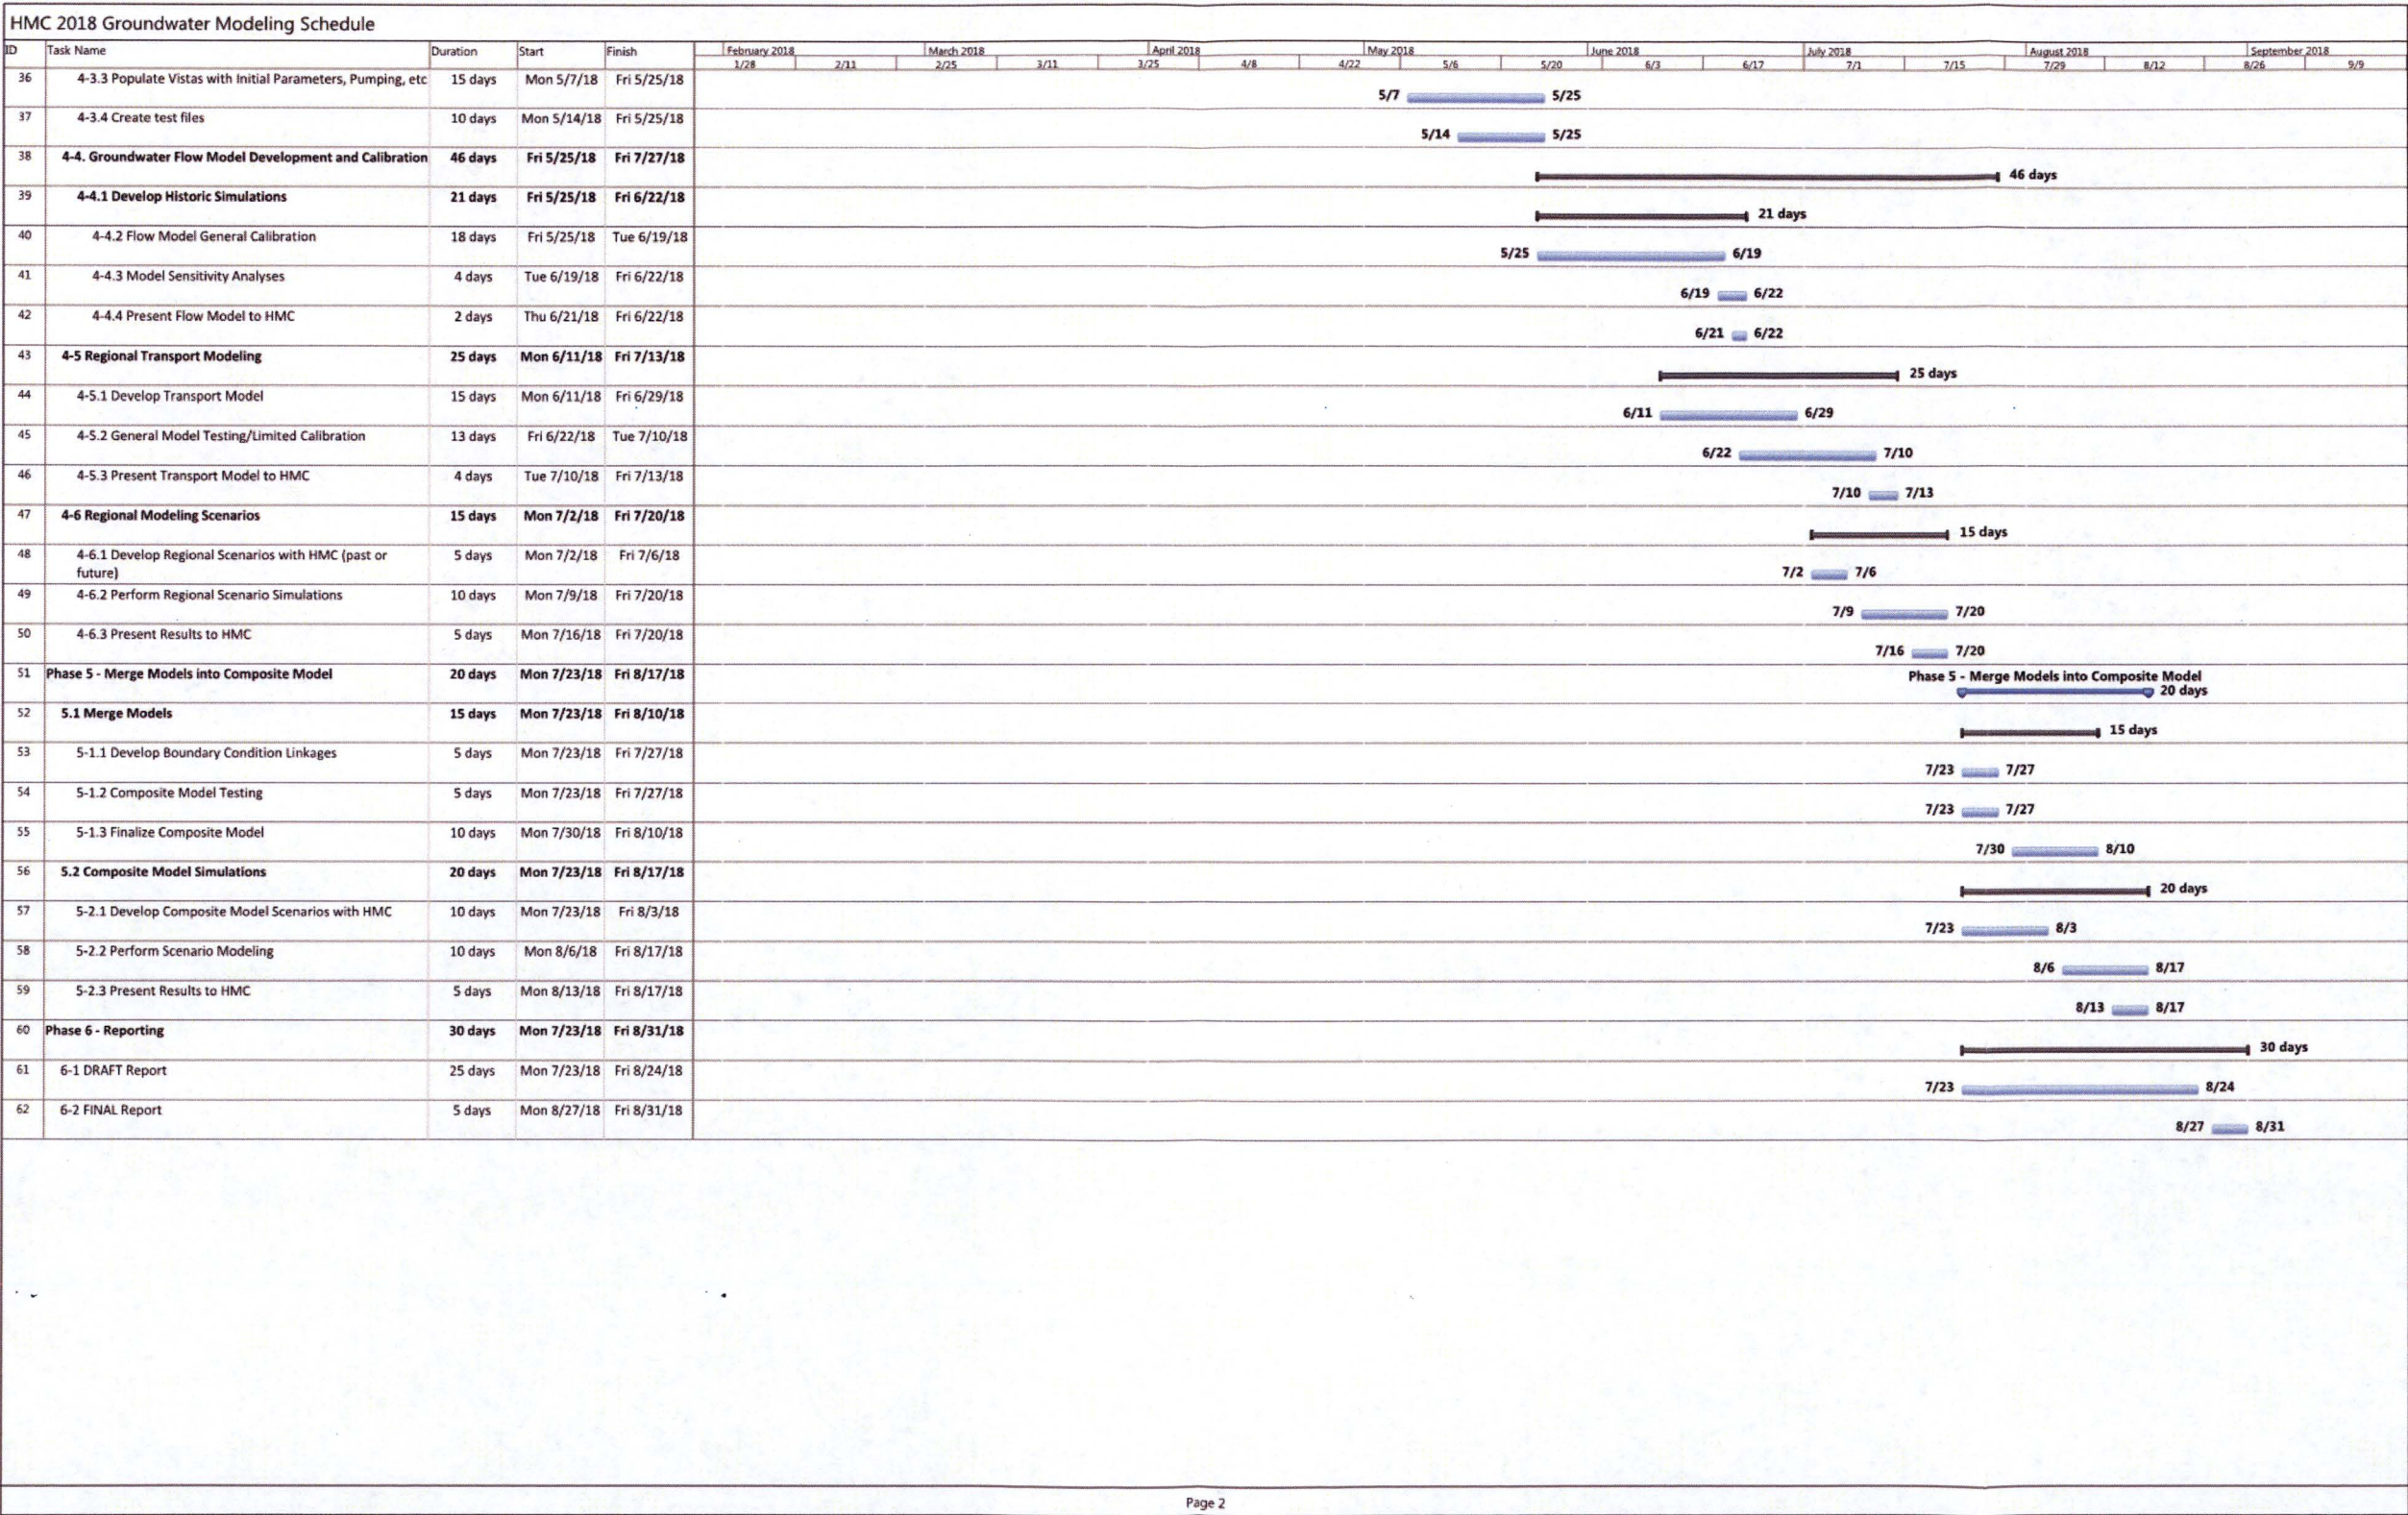 HMC 2018 Groundwater Modeling Schedule
ID Task Name Duration Start Finish February 2018 March 2018 April 2018 May 2018 June 2018 July 2018 August 2018 September 2018
1/28 2/11 2/25 3/11 3/25 4/8 4/22 5/6 5/20 6/3 6/17 7/1 7/15 7/29 8/12 8/26 9/9
36 4-3.3 Populate Vistas with Initial Parameters, Pumping, etc 15 days Mon 5/7/18 Fri 5/25/18
5/7 5/25
37 4-3.4 Create test files 10 days Mon 5/14/18 Fri 5/25/18
5/14 5/25
38 4-4. Groundwater Flow Model Development and Calibration 46 days Fri 5/25/18 Fri 7/27/18
46 days
39 4-4.1 Develop Historic Simulations 21 days Fri 5/25/18 Fri 6/22/18
21 days
40 4-4.2 Flow Model General Calibration 18 days Fri 5/25/18 Tue 6/19/18
5/25 6/19
41 4-4.3 Model Sensitivity Analyses 4 days Tue 6/19/18 Fri 6/22/18
6/19 6/22
42 4-4.4 Present Flow Model to HMC 2 days Thu 6/21/18 Fri 6/22/18
6/21 6/22
43 4-5 Regional Transport Modeling 25 days Mon 6/11/18 Fri 7/13/18
25 days
44 4-5.1 Develop Transport Model 15 days Mon 6/11/18 Fri 6/29/18
6/11 6/29
45 4-5.2 General Model Testing/Limited Calibration 13 days Fri 6/22/18 Tue 7/10/18
6/22 7/10
46 4-5.3 Present Transport Model to HMC 4 days Tue 7/10/18 Fri 7/13/18
7/10 7/13
47 4-6 Regional Modeling Scenarios 15 days Mon 7/2/18 Fri 7/20/18
15 days
48 4-6.1 Develop Regional Scenarios with HMC (past or 5 days Mon 7/2/18 Fri 7/6/18
future)
7/2 7/6
49 4-6.2 Perform Regional Scenario Simulations 10 days Mon 7/9/18 Fri 7/20/18
7/9 7/20
50 4-6.3 Present Results to HMC 5 days Mon 7/16/18 Fri 7/20/18
7/16 7/20
51 Phase 5 - Merge Models into Composite Model 20 days Mon 7/23/18 Fri 8/17/18
Phase 5 - Merge Models into Composite Model
20 days
52 5.1 Merge Models 15 days Mon 7/23/18 Fri 8/10/18
15 days
53 5-1.1 Develop Boundary Condition Linkages 5 days Mon 7/23/18 Fri 7/27/18
7/23 7/27
54 5-1.2 Composite Model Testing 5 days Mon 7/23/18 Fri 7/27/18
7/23 7/27
55 5-1.3 Finalize Composite Model 10 days Mon 7/30/18 Fri 8/10/18
7/30 8/10
56 5.2 Composite Model Simulations 20 days Mon 7/23/18 Fri 8/17/18
20 days
57 5-2.1 Develop Composite Model Scenarios with HMC 10 days Mon 7/23/18 Fri 8/3/18
7/23 8/3
58 5-2.2 Perform Scenario Modeling 10 days Mon 8/6/18 Fri 8/17/18
8/6 8/17
59 5-2.3 Present Results to HMC 5 days Mon 8/13/18 Fri 8/17/18
8/13 8/17
60 Phase 6 - Reporting 30 days Mon 7/23/18 Fri 8/31/18
30 days
61 6-1 DRAFT Report 25 days Mon 7/23/18 Fri 8/24/18
7/23 8/24
62 6-2 FINAL Report 5 days Mon 8/27/18 Fri 8/31/18
8/27 8/31
Page 2